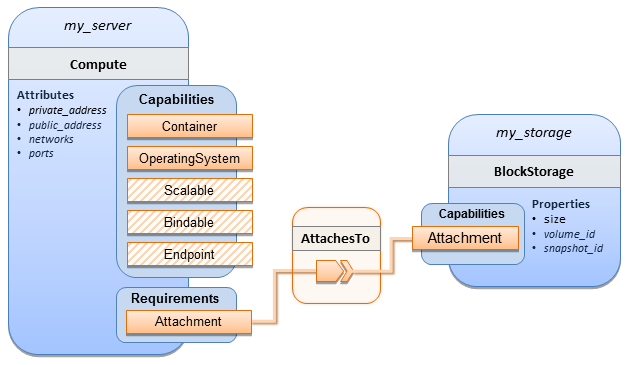 my_server
Compute
Attributes
• private_address
• public_address
• networks
• ports
Capabilities
Container
OperatingSystem
Scalable
Bindable
Endpoint
Requirements
Attachment
AttachesTo
my_storage
BlockStorage
Capabilities
Attachment
Properties
• size
• volume_id
• snapshot_id